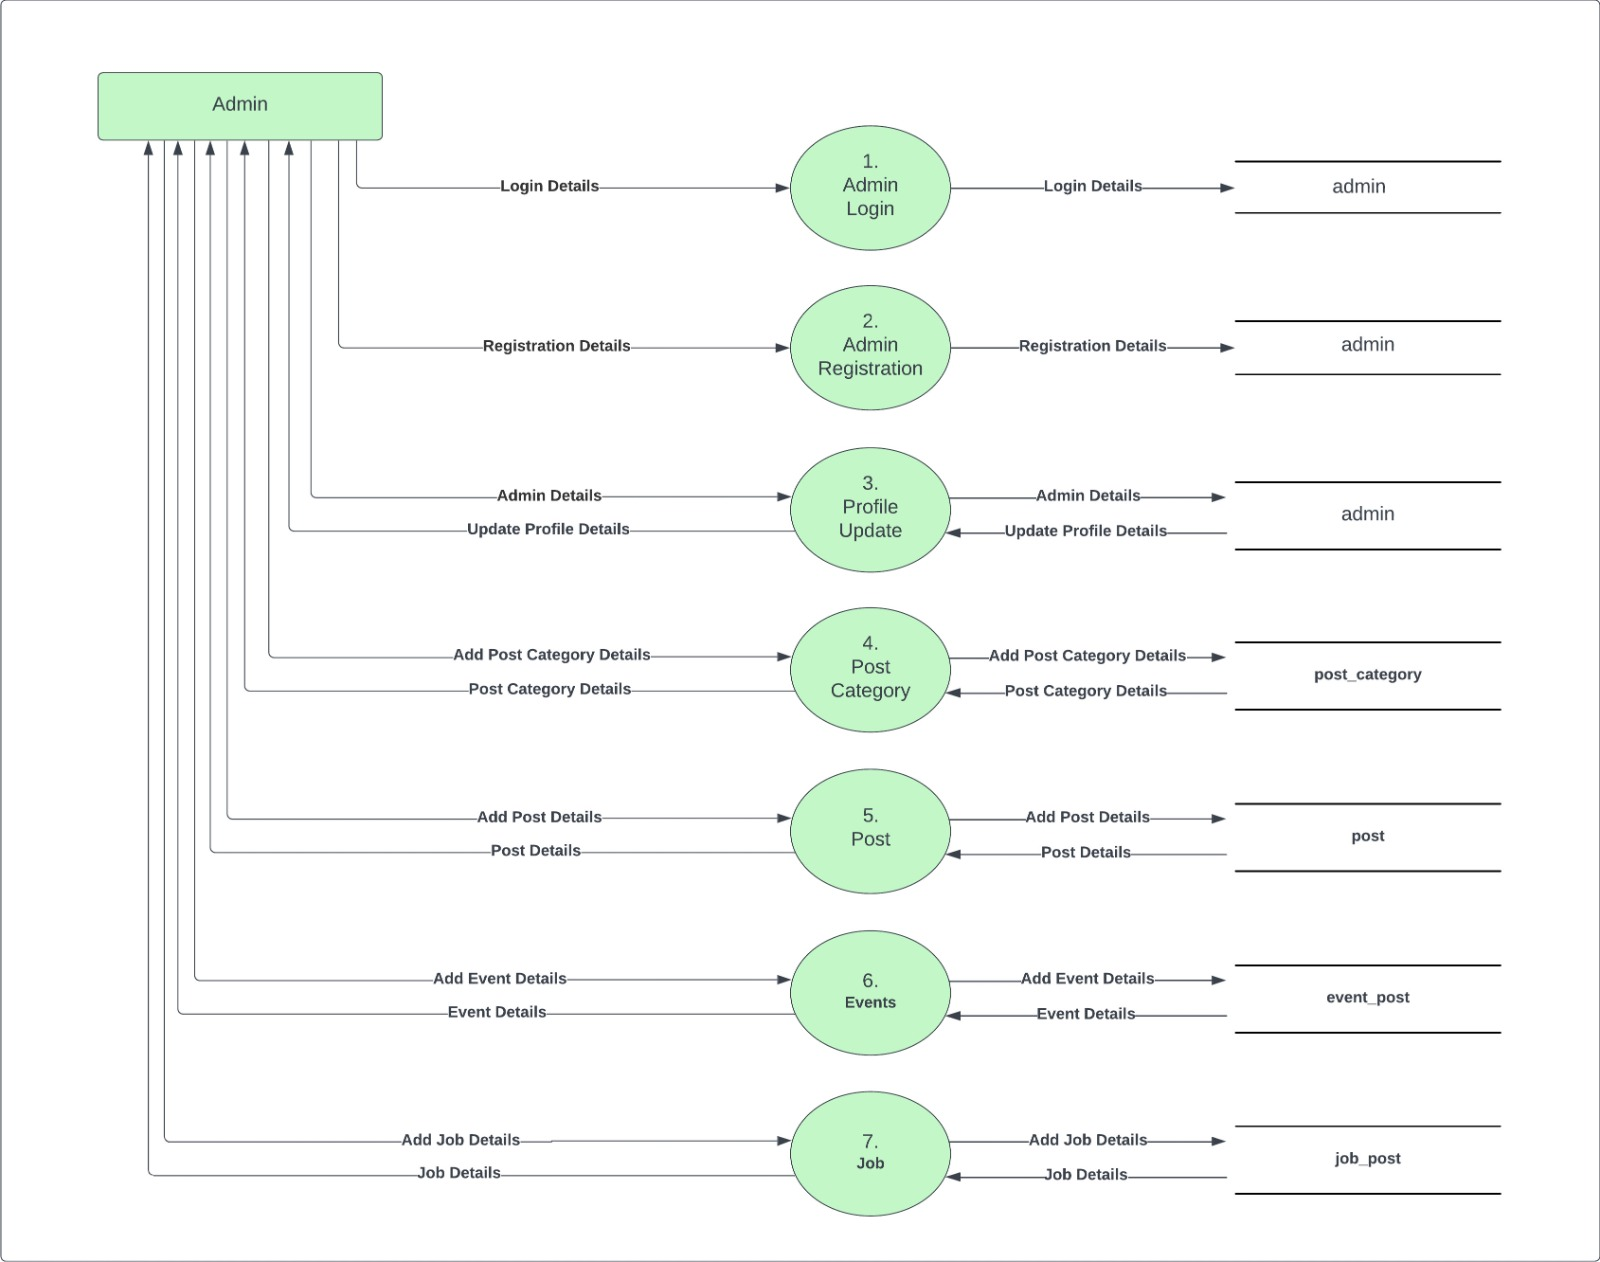 Admin
1.
Admin
Login
Login Details
Login Details
admin
2.
Admin
Registration
Registration Details
Registration Details
admin
3.
Profile
Update
Admin Details
Admin Details
Update Profile Details
Update Profile Details
admin
4.
Post
Category
Add Post Category Details
Add Post Category Details
Post Category Details
Post Category Details
post_category
5.
Post
Add Post Details
Add Post Details
Post Details
Post Details
post
6.
Events
Add Event Details
Add Event Details
Event Details
Event Details
event_post
7.
Job
Add Job Details
Add Job Details
Job Details
Job Details
job_post